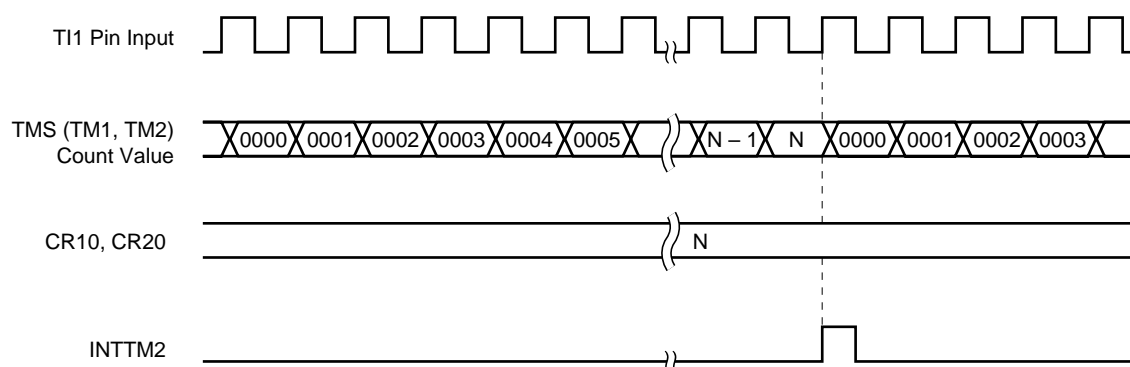 TI1 Pin Input
TMS (TM1, TM2)
Count Value
0000 0001 0002 0003 0004 0005 N – 1 N 0000 0001 0002 0003
CR10, CR20
N
INTTM2